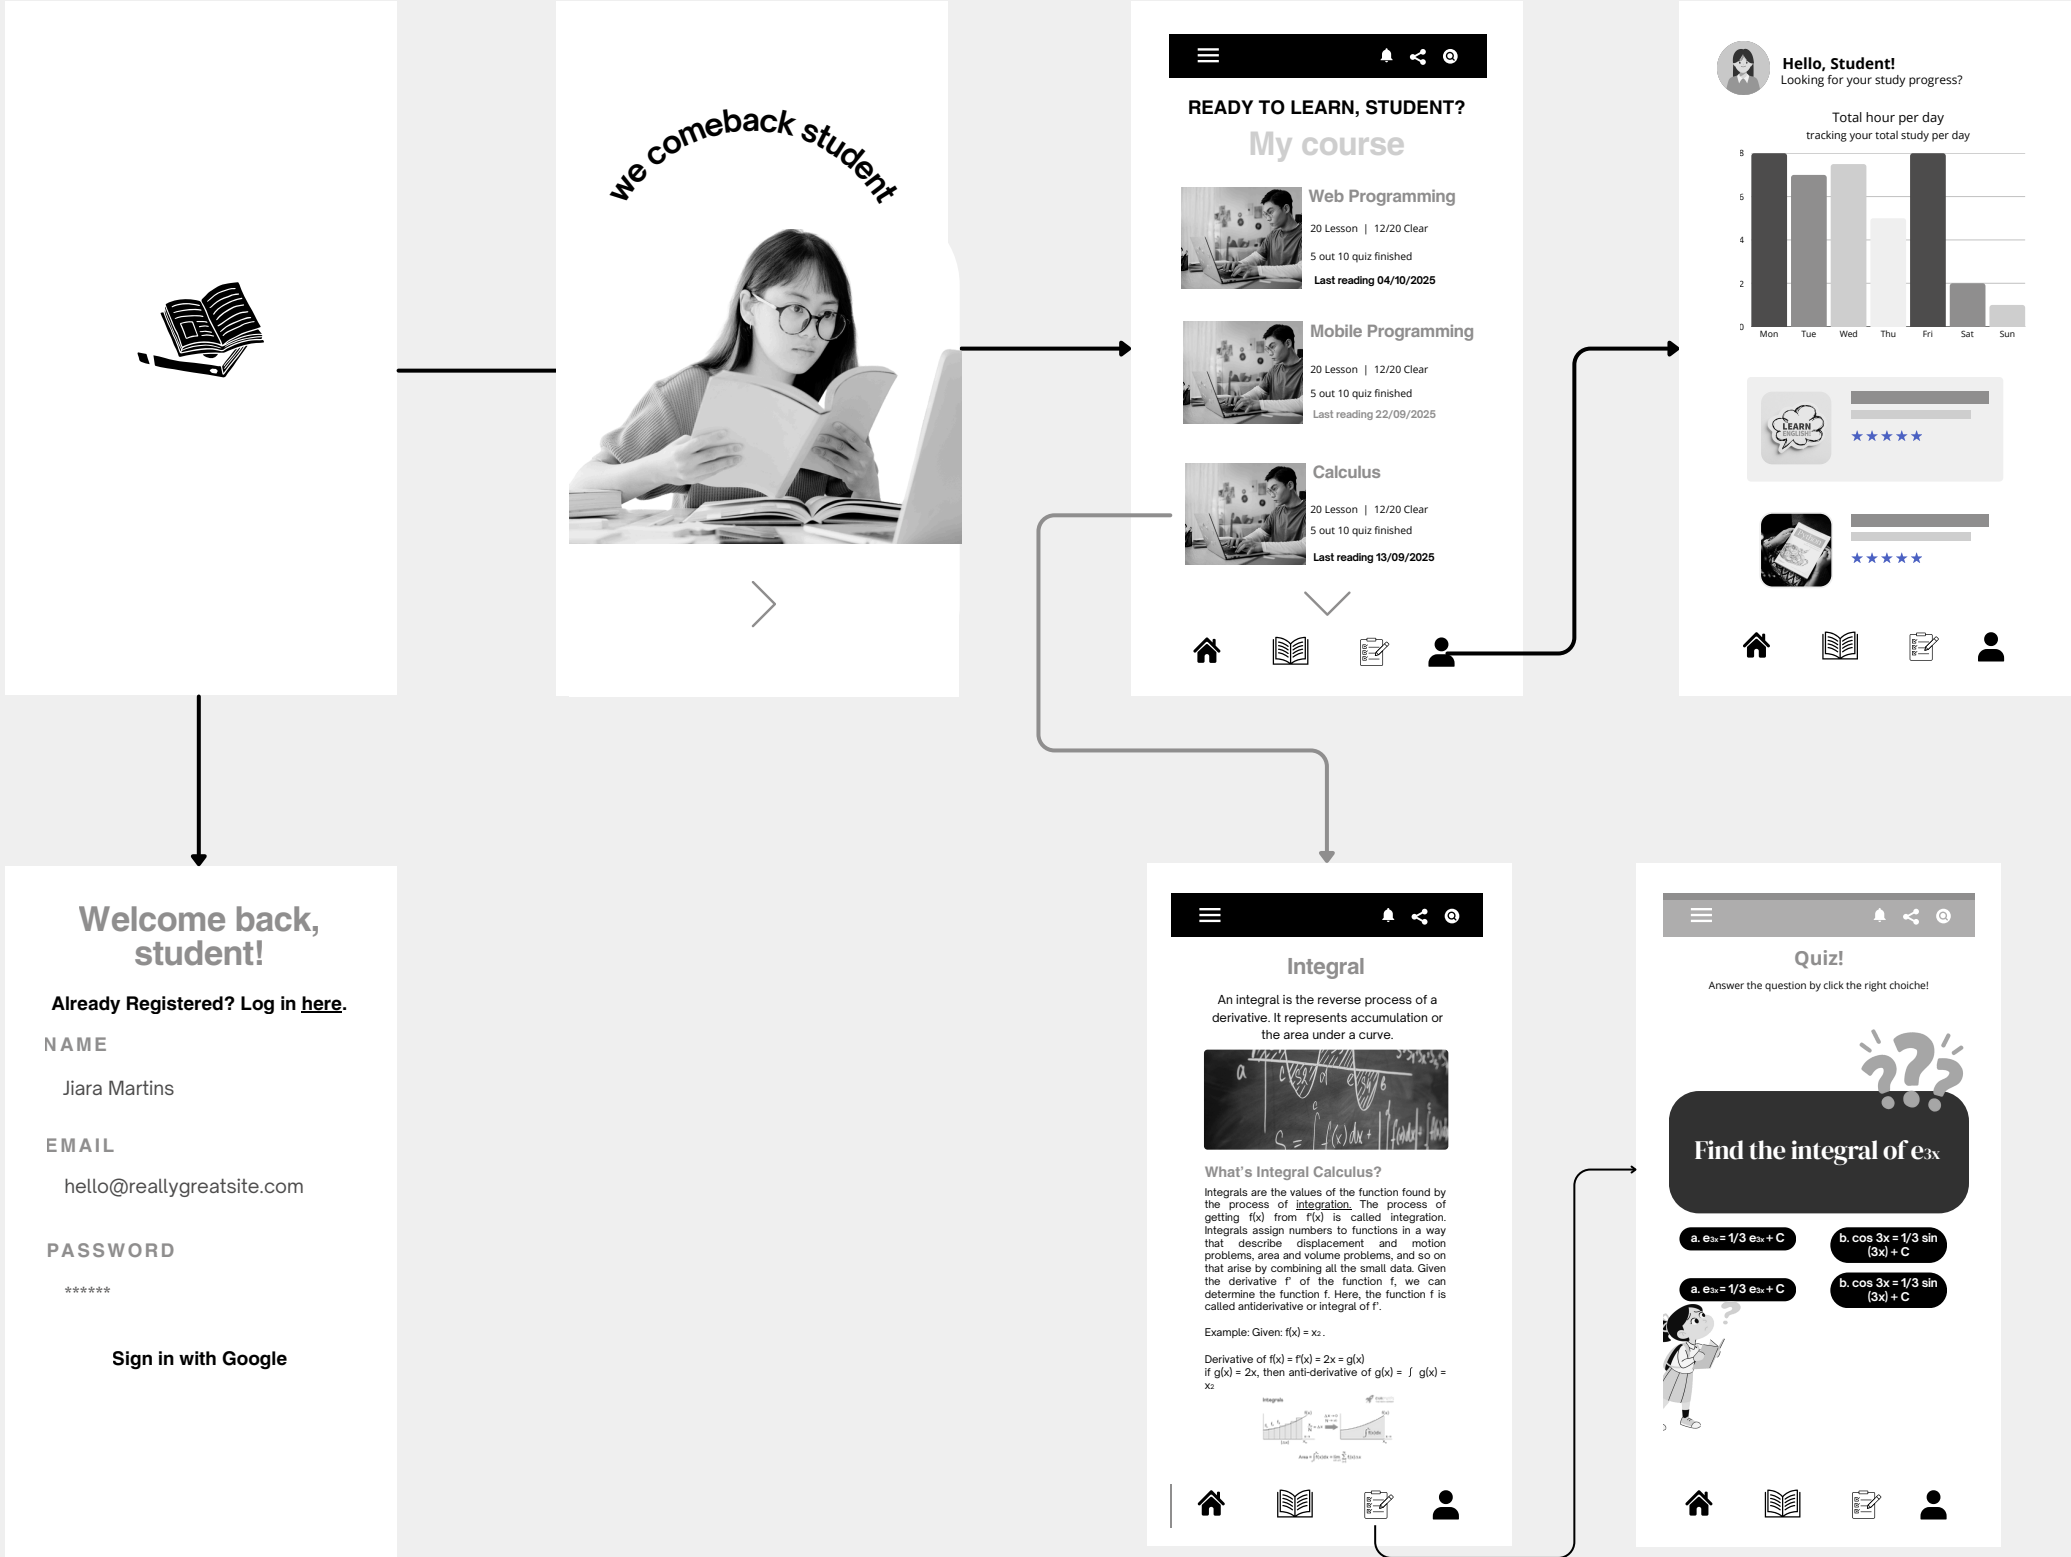 we comeback student
READY TO LEARN, STUDENT?
My course
Web Programming
20 Lesson | 12/20 Clear
5 out 10 quiz finished
Last reading 04/10/2025
Mobile Programming
20 Lesson | 12/20 Clear
5 out 10 quiz finished
Last reading 22/09/2025
Calculus
20 Lesson | 12/20 Clear
5 out 10 quiz finished
Last reading 13/09/2025
Hello, Student!
Looking for your study progress?
Total hour per day
tracking your total study per day
8
6
4
2
0
Mon Tue Wed Thu Fri Sat Sun
LEARN
ENGLISH!
Welcome back,
student!
Already Registered? Log in here.
NAME
Jiara Martins
EMAIL
hello@reallygreatsite.com
PASSWORD
******
Sign in with Google
Integral
An integral is the reverse process of a
derivative. It represents accumulation or
the area under a curve.
a c d e b
S = ∫ f(x)dx +
What's Integral Calculus?
Integrals are the values of the function found by
the process of integration. The process of
getting f(x) from f'(x) is called integration.
Integrals assign numbers to functions in a way
that describe displacement and motion
problems, area and volume problems, and so on
that arise by combining all the small data. Given
the derivative f' of the function f, we can
determine the function f. Here, the function f is
called antiderivative or integral of f'.
Example: Given: f(x) = x₂ .
Derivative of f(x) = f'(x) = 2x = g(x)
if g(x) = 2x, then anti-derivative of g(x) = ∫ g(x) =
x₂
Integrals
Quiz!
Answer the question by click the right choiche!
???
Find the integral of e3x
a. e3x = 1/3 e3x + C
b. cos 3x = 1/3 sin
(3x) + C
a. e3x = 1/3 e3x + C
b. cos 3x = 1/3 sin
(3x) + C
?